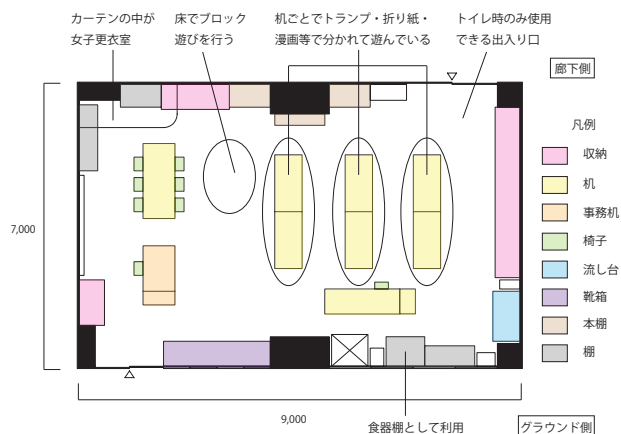 カーテンの中が
女子更衣室
床でブロック
遊びを行う
机ごとでトランプ・折り紙・
漫画等で分かれて遊んでいる
トイレ時のみ使用
できる出入り口
廊下側
凡例
収納
机
事務机
椅子
流し台
靴箱
本棚
棚
7,000
9,000
食器棚として利用
グラウンド側